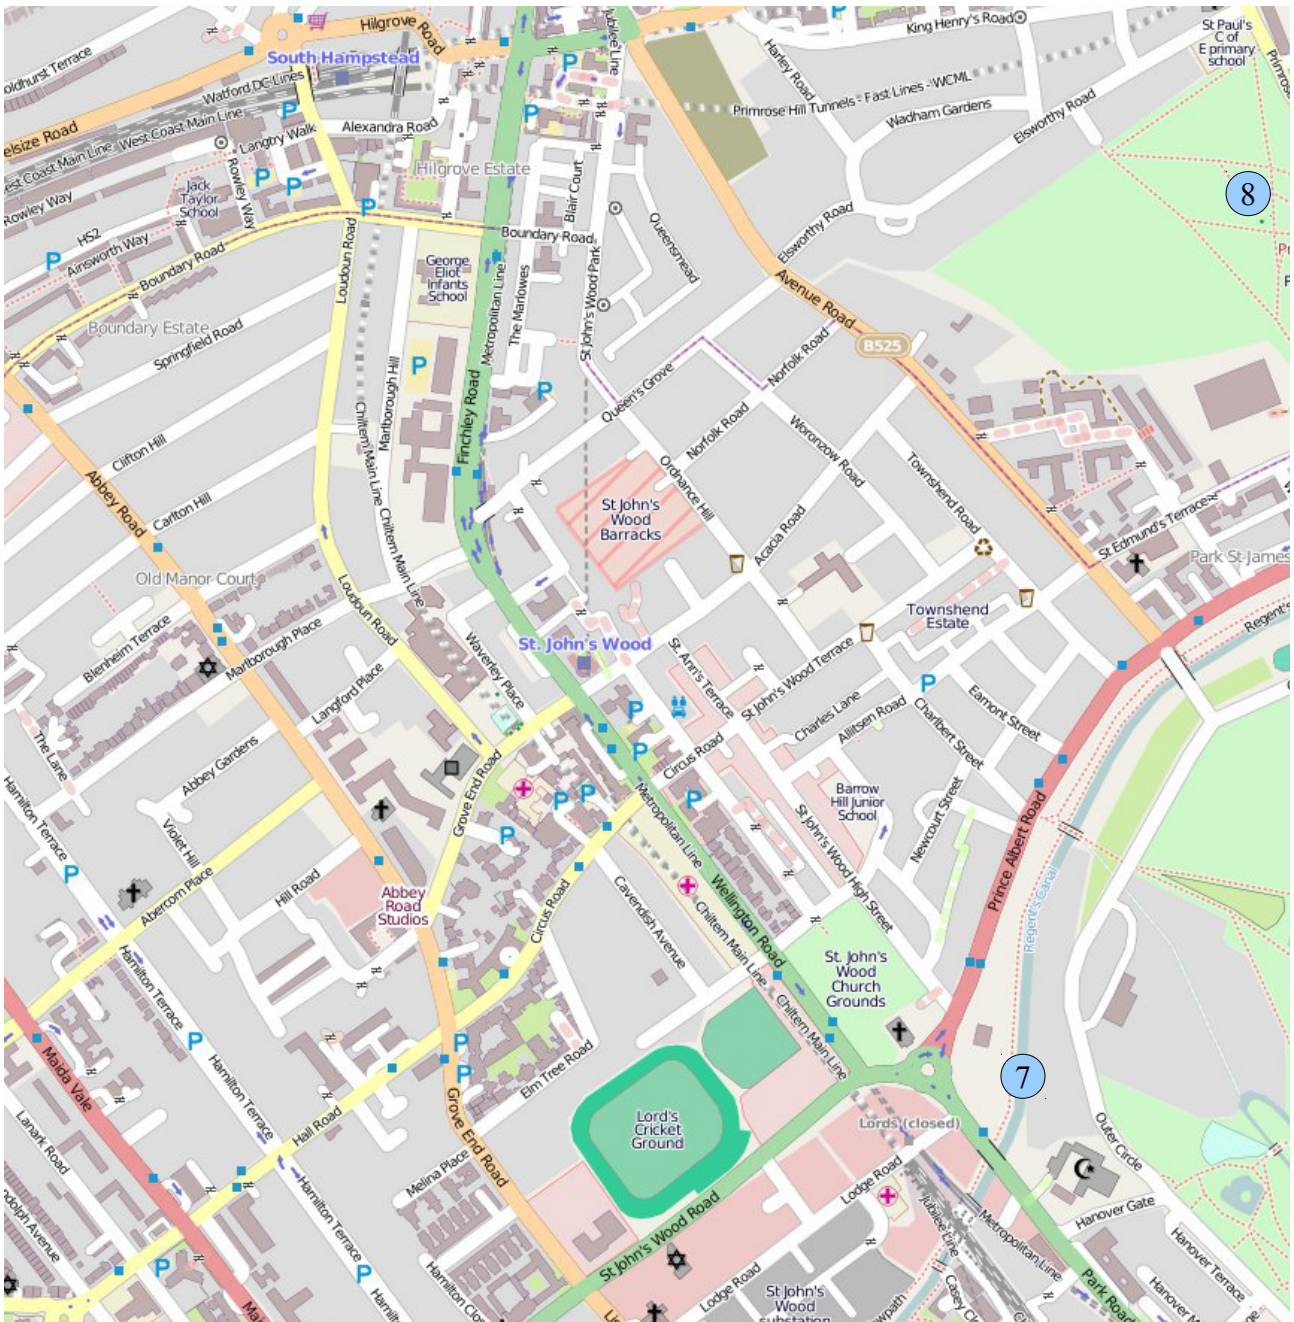 Hilgrove Road
Jubilee Line
King Henry's Road
St Paul's
C of
E primary
school
South Hampstead
Harley Road
Watford DC Lines
Primrose Hill Tunnels - Fast Lines - WCML
Wadham Gardens
Elsworthy Road
West Coast Main Line
West Coast Main Line
Langtry Walk
Alexandra Road
Hilgrove Estate
Jack
Taylor
School
Rowley Way
Rowley Way
Blair Court
8
Queensmead
Elsworthy Road
HS2
Ainsworth Way
Boundary Road
Boundary Road
Loudoun Road
George
Eliot
Infants
School
Metropolitan Line
The Marlowes
St John's Wood Park
Avenue Road
B525
Boundary Estate
Springfield Road
Marlborough Hill
Finchley Road
Queen's Grove
Norfolk Road
Norfolk Road
Woronzow Road
Townshend Road
Clifton Hill
Chiltern Main Line
Chiltern Main Line
Ordnance Hill
Abbey Road
Carlton Hill
St John's
Wood
Barracks
Acacia Road
St Edmund's Terrace
Park St James
Old Manor Court
Loudoun Road
Townshend
Estate
Blenheim Terrace
Marlborough Place
Waverley Place
St. John's Wood
St. Ann's Terrace
St John's Wood Terrace
Langford Place
Charles Lane
Allitsen Road
Eamont Street
Charlbert Street
The Lane
Abbey Gardens
Circus Road
Grove End Road
Metropolitan Line
Barrow
Hill Junior
School
Newcourt Street
Hamilton Terrace
Violet Hill
Hill Road
Abercorn Place
Prince Albert Road
Regent's Canal
Abbey
Road
Studios
Circus Road
Cavendish Avenue
Wellington Road
St John's Wood High Street
Chiltern Main Line
Hamilton Terrace
St. John's
Wood
Church
Grounds
Chiltern Main Line
Maida Vale
Hamilton Terrace
Elm Tree Road
7
Lanark Road
Hall Road
Grove End Road
Lord's
Cricket
Ground
Lords (closed)
Outer Circle
Melina Place
Lodge Road
Hamilton Terrace
St John's Wood Road
Jubilee Line
Metropolitan Line
Hanover Gate
Hanover Terrace
Lodge Road
Park Road
St John's
Wood
substation